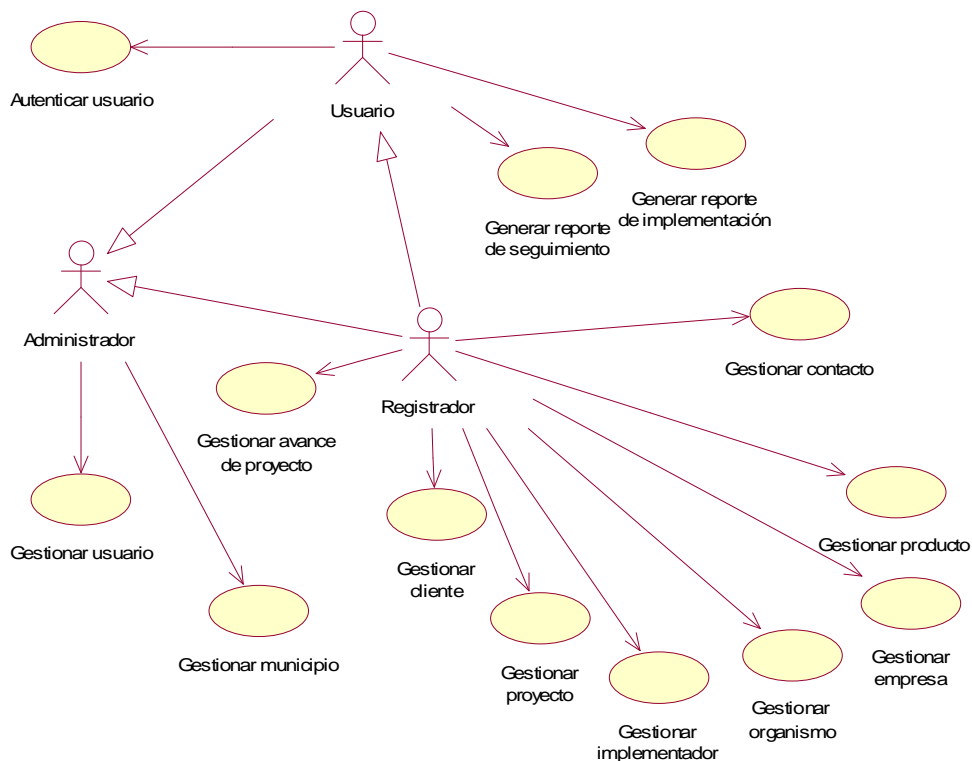 Autenticar usuario
Usuario
Generar reporte
de seguimiento
Generar reporte
de implementación
Administrador
Registrador
Gestionar contacto
Gestionar avance
de proyecto
Gestionar usuario
Gestionar municipio
Gestionar
cliente
Gestionar
proyecto
Gestionar
implementador
Gestionar
organismo
Gestionar producto
Gestionar
empresa